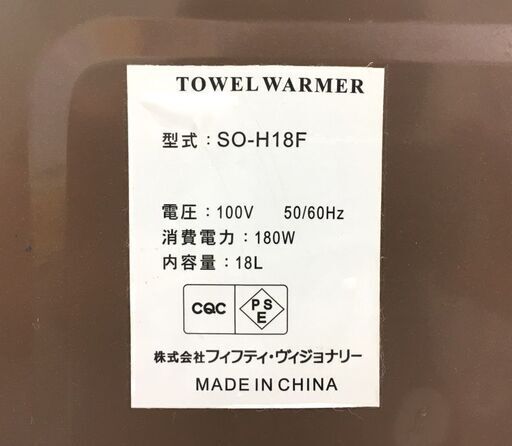 TOWEL WARMER
型式：SO-H18F
電圧：100V 50/60Hz
消費電力：180W
内容量：18L
CQC PSE
株式会社フィフティ・ヴィジョナリー
MADE IN CHINA